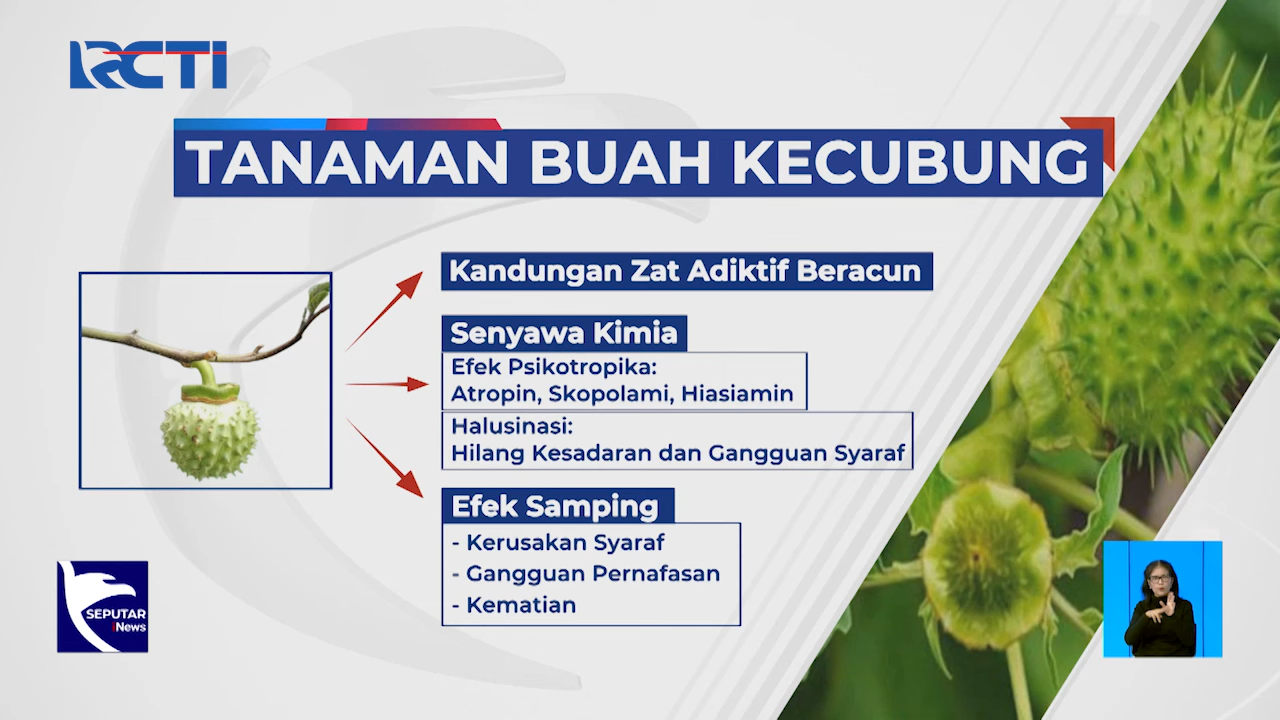 RCTI
TANAMAN BUAH KECUBUNG
Kandungan Zat Adiktif Beracun
Senyawa Kimia
Efek Psikotropika:
Atropin, Skopolami, Hiasiamin
Halusinasi:
Hilang Kesadaran dan Gangguan Syaraf
Efek Samping
- Kerusakan Syaraf
- Gangguan Pernafasan
- Kematian
SEPUTAR
iNews